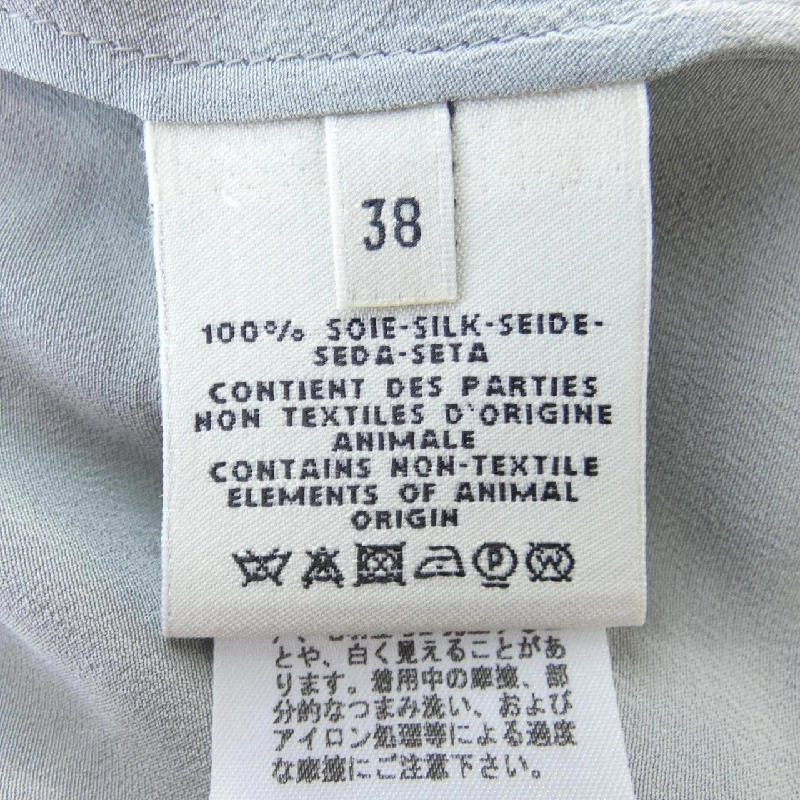 38
100% SOIE-SILK-SEIDE-
SEDA-SETA
CONTIENT DES PARTIES
NON TEXTILES D'ORIGINE
ANIMALE
CONTAINS NON-TEXTILE
ELEMENTS OF ANIMAL
ORIGIN
P W
とや、白く見えることがあ
ります。着用中の摩擦、部
分的なつまみ洗い、および
アイロン処理等による過度
な摩擦にご注意下さい。